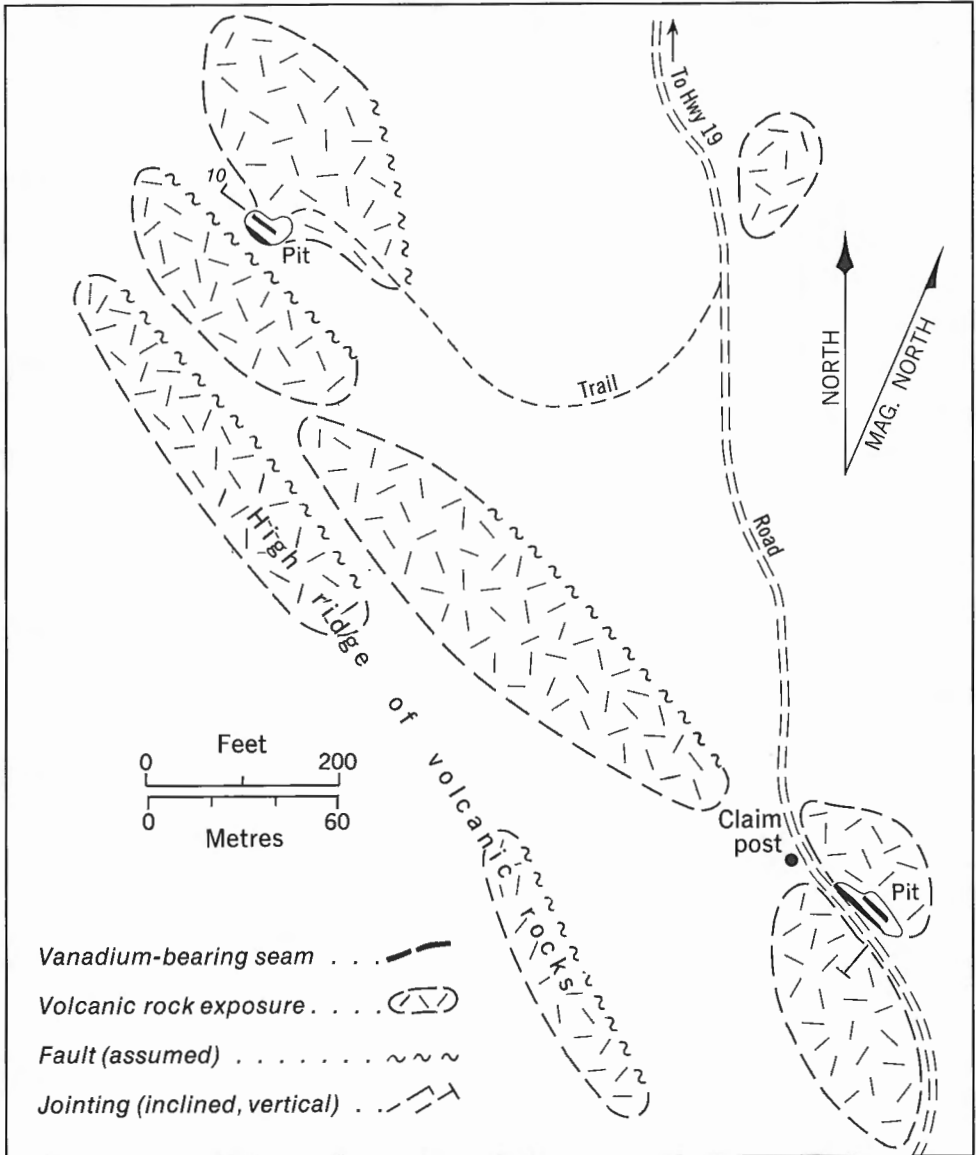 To Hwy 19
10
Pit
NORTH
MAG. NORTH
Trail
Road
High ridge of volcanic rocks
Feet
0 200
0 60
Metres
Claim
post
Pit
Vanadium-bearing seam . . .
Volcanic rock exposure . . . .
Fault (assumed) . . . . . . .
Jointing (inclined, vertical) . .